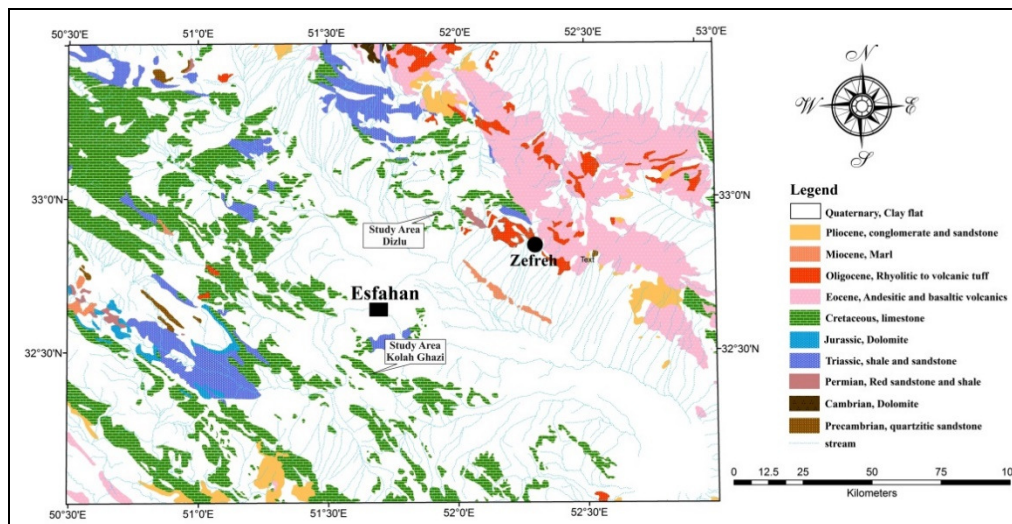 50°30'E 51°0'E 51°30'E 52°0'E 52°30'E 53°0'E
N
W E
S
33°0'N 33°0'N
Study Area
Dizlu
Zefreh
Text
Esfahan
Study Area
Kolah Ghazi
32°30'N 32°30'N
50°30'E 51°0'E 51°30'E 52°0'E 52°30'E
Legend
Quaternary, Clay flat
Pliocene, conglomerate and sandstone
Miocene, Marl
Oligocene, Rhyolitic to volcanic tuff
Eocene, Andesitic and basaltic volcanics
Cretaceous, limestone
Jurassic, Dolomite
Triassic, shale and sandstone
Permian, Red sandstone and shale
Cambrian, Dolomite
Precambrian, quartzitic sandstone
stream
0 12.5 25 50 75 10
Kilometers